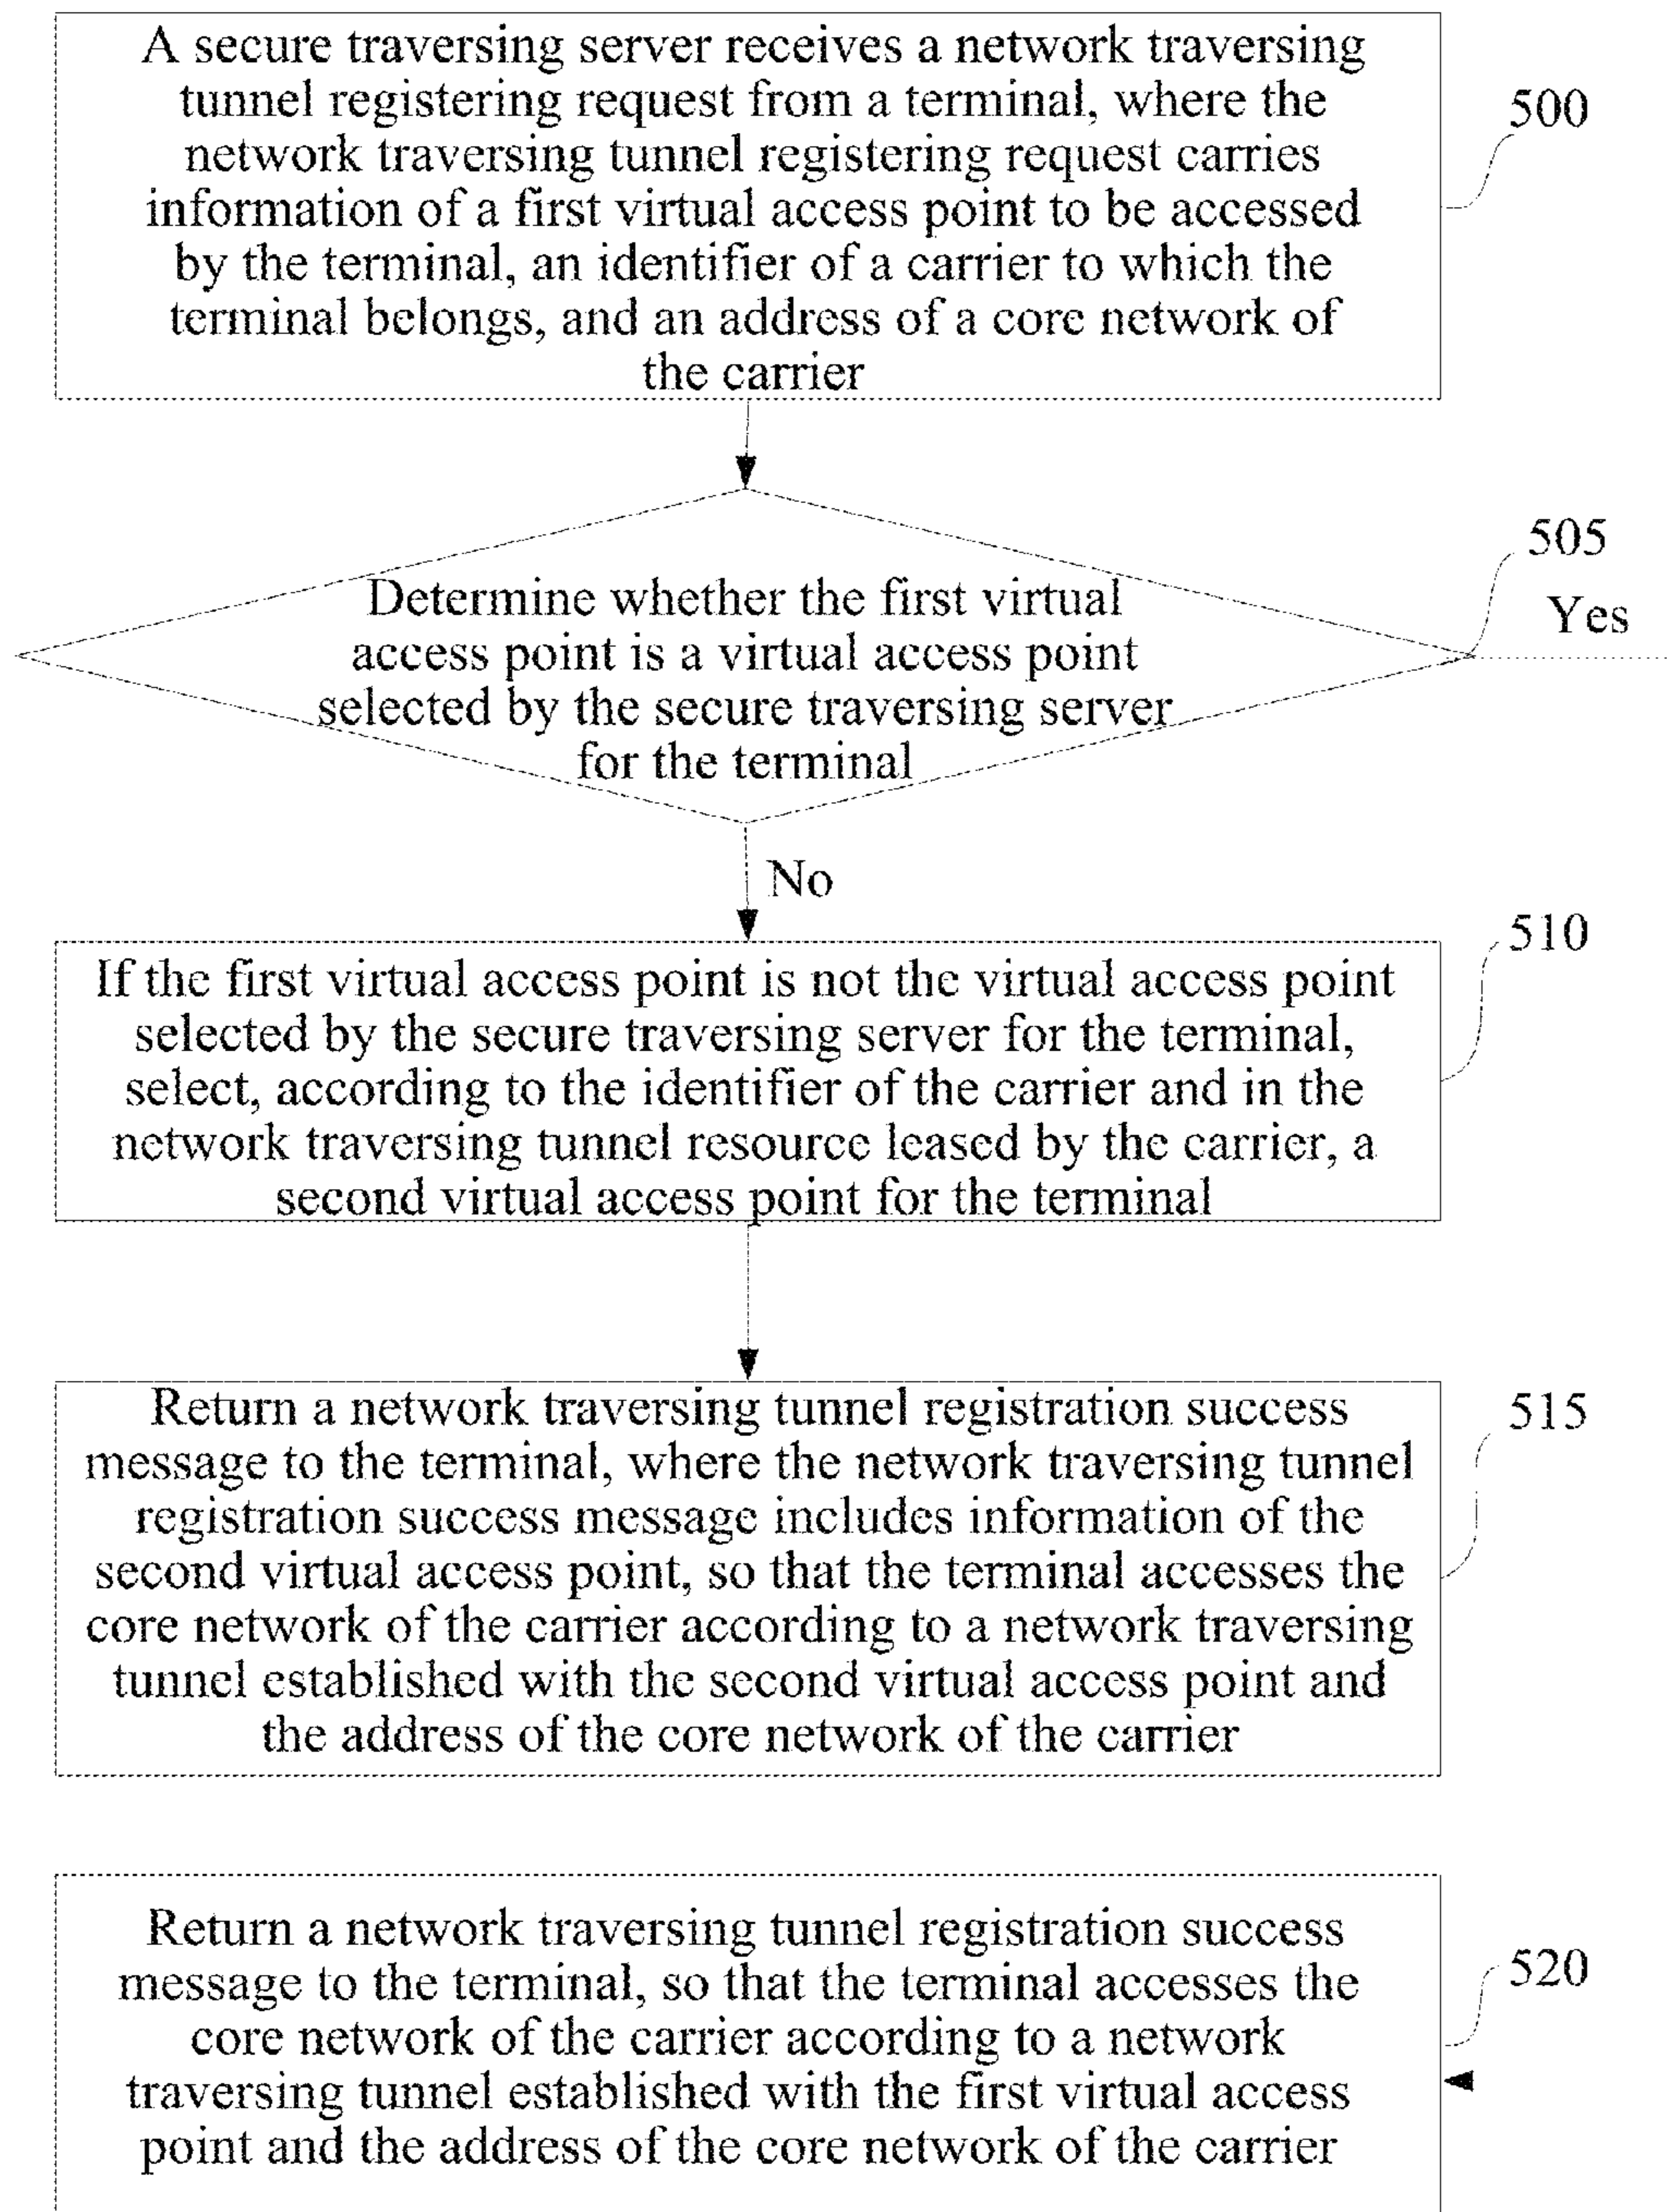 A secure traversing server receives a network traversing
tunnel registering request from a terminal, where the
network traversing tunnel registering request carries
information of a first virtual access point to be accessed
by the terminal, an identifier of a carrier to which the
terminal belongs, and an address of a core network of
the carrier
500
Determine whether the first virtual
access point is a virtual access point
selected by the secure traversing server
for the terminal
505
Yes
No
If the first virtual access point is not the virtual access point
selected by the secure traversing server for the terminal,
select, according to the identifier of the carrier and in the
network traversing tunnel resource leased by the carrier, a
second virtual access point for the terminal
510
Return a network traversing tunnel registration success
message to the terminal, where the network traversing tunnel
registration success message includes information of the
second virtual access point, so that the terminal accesses the
core network of the carrier according to a network traversing
tunnel established with the second virtual access point and
the address of the core network of the carrier
515
Return a network traversing tunnel registration success
message to the terminal, so that the terminal accesses the
core network of the carrier according to a network
traversing tunnel established with the first virtual access
point and the address of the core network of the carrier
520